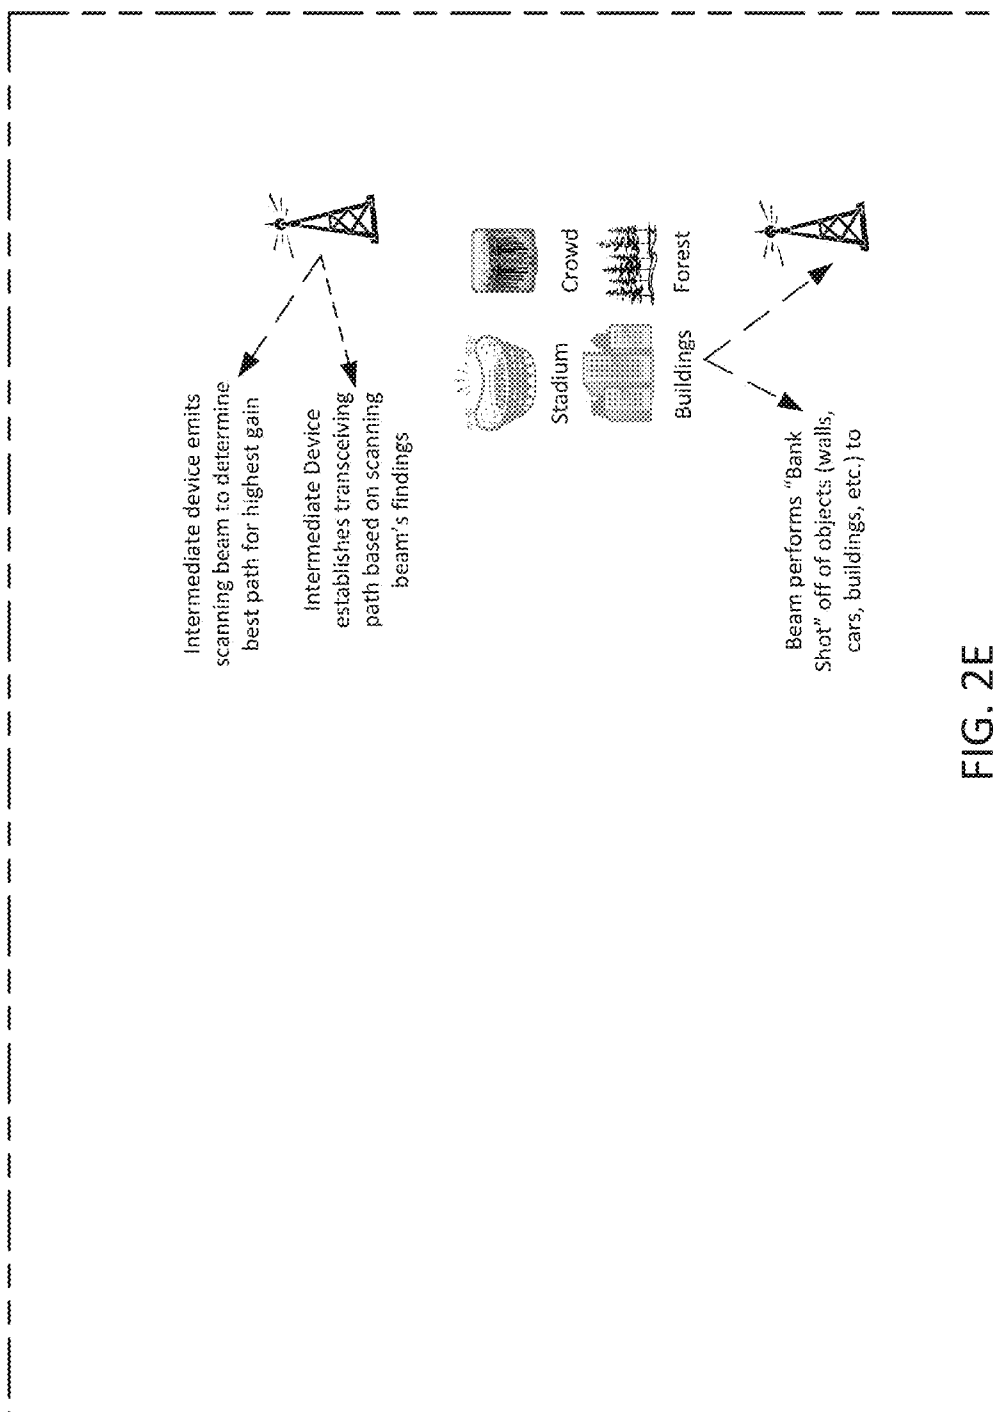 Intermediate device emits
scanning beam to determine
best path for highest gain
Intermediate Device
establishes transceiving
path based on scanning
beam's findings
Stadium
Crowd
Buildings
Forest
Beam performs "Bank
Shot" off of objects (walls,
cars, buildings, etc.) to
FIG. 2E